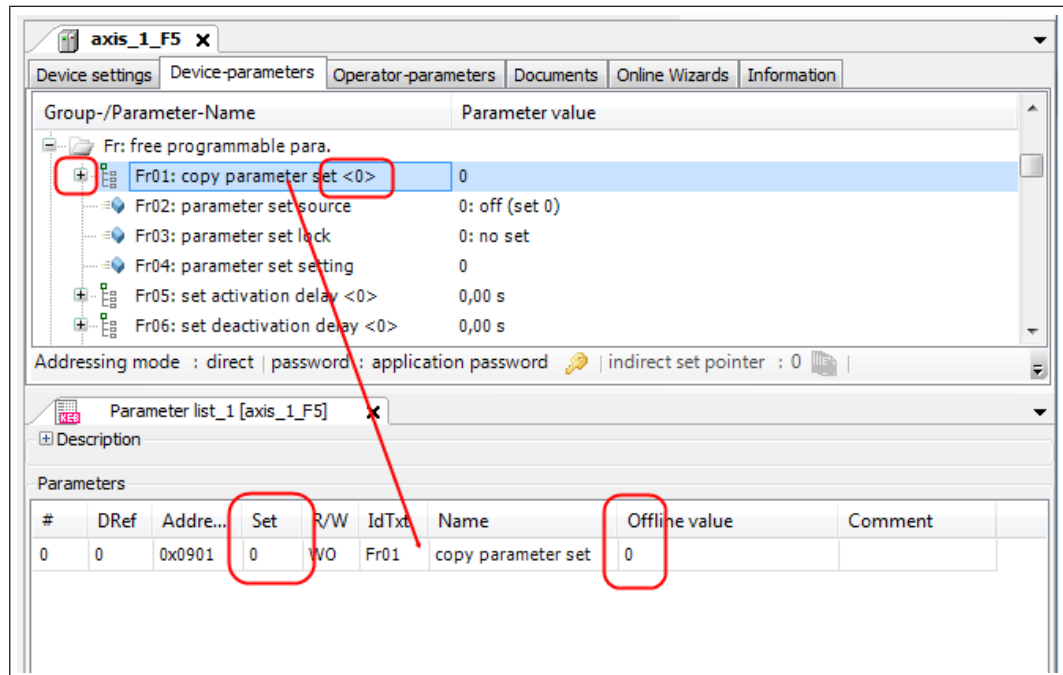 axis_1_F5 X
Device settings Device-parameters Operator-parameters Documents Online Wizards Information
Group-/Parameter-Name Parameter value
Fr: free programmable para.
Fr01: copy parameter set <0> 0
Fr02: parameter set source 0: off (set 0)
Fr03: parameter set lock 0: no set
Fr04: parameter set setting 0
Fr05: set activation delay <0> 0,00 s
Fr06: set deactivation delay <0> 0,00 s
Addressing mode : direct | password : application password | indirect set pointer : 0 |
KEB Parameter list_1 [axis_1_F5] X
Description
Parameters
# DRef Addre... Set R/W IdTxt Name Offline value Comment
0 0 0x0901 0 WO Fr01 copy parameter set 0